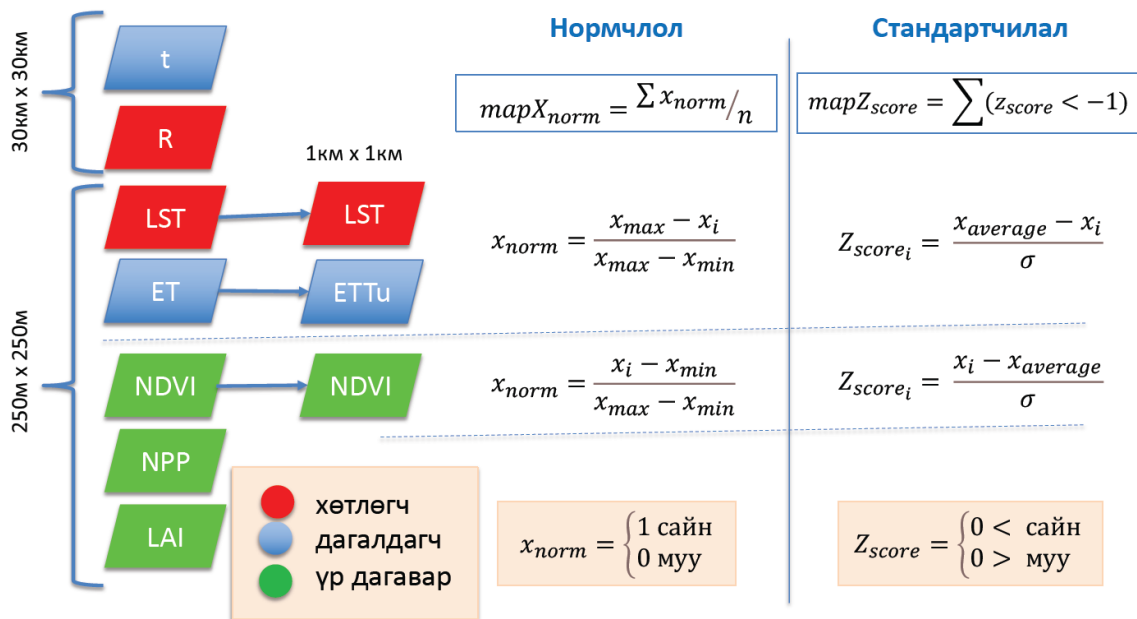 30км x 30км
250м x 250м
t
R
LST
ET
NDVI
NPP
LAI
1км x 1км
LST
ETTu
NDVI
хөтлөгч
дагалдагч
үр дагавар
Нормчлол
mapX_norm = ∑ x_norm / n
x_norm = (x_max − x_i) / (x_max − x_min)
x_norm = (x_i − x_min) / (x_max − x_min)
x_norm = {1 сайн
0 муу
Стандартчилал
mapZ_score = ∑(z_score < −1)
Z_score_i = (x_average − x_i) / σ
Z_score_i = (x_i − x_average) / σ
Z_score = {0 < сайн
0 > муу